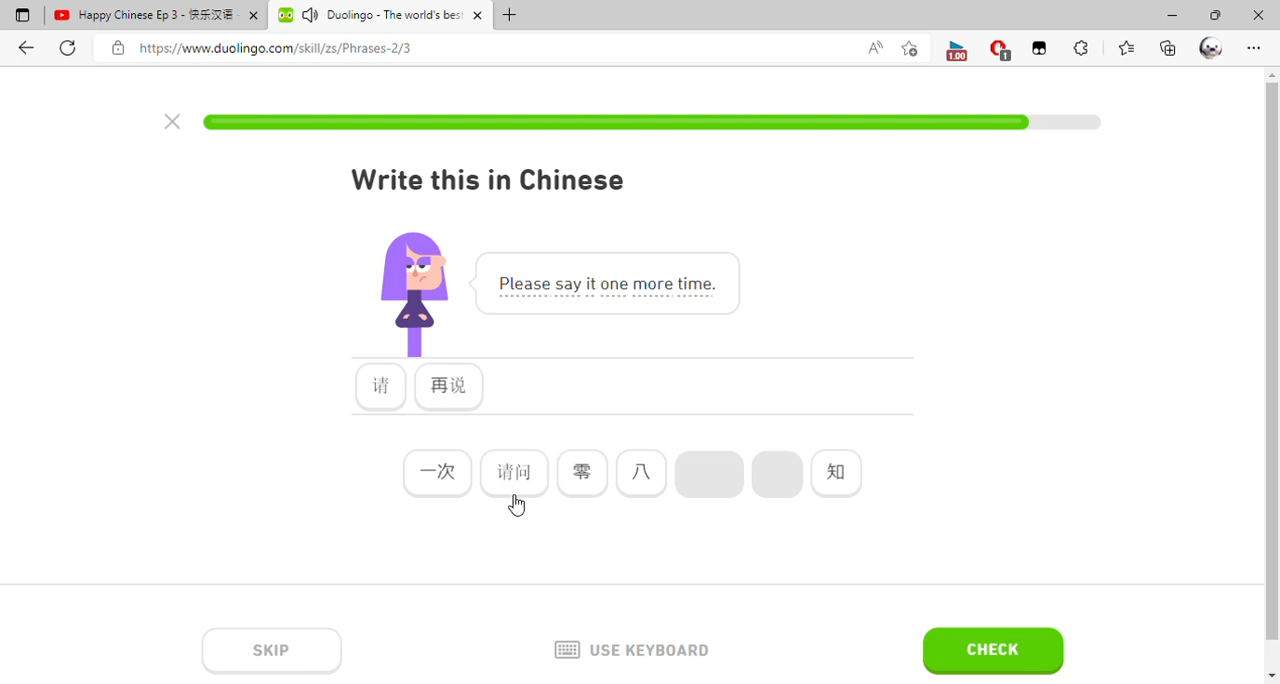 Happy Chinese Ep 3 - 快乐汉语
Duolingo - The world's best
https://www.duolingo.com/skill/zs/Phrases-2/3
1.00
1
Write this in Chinese
Please say it one more time.
请 再说
一次 请问 零 八 知
SKIP USE KEYBOARD CHECK